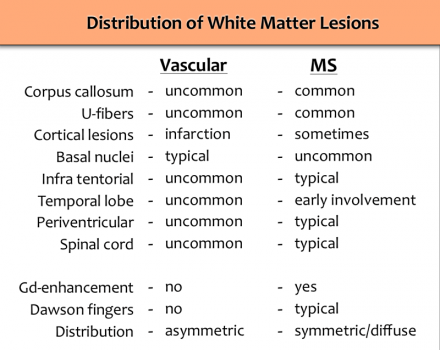 Distribution of White Matter Lesions
Vascular MS
Corpus callosum - uncommon - common
U-fibers - uncommon - common
Cortical lesions - infarction - sometimes
Basal nuclei - typical - uncommon
Infra tentorial - uncommon - typical
Temporal lobe - uncommon - early involvement
Periventricular - uncommon - typical
Spinal cord - uncommon - typical
Gd-enhancement - no - yes
Dawson fingers - no - typical
Distribution - asymmetric - symmetric/diffuse